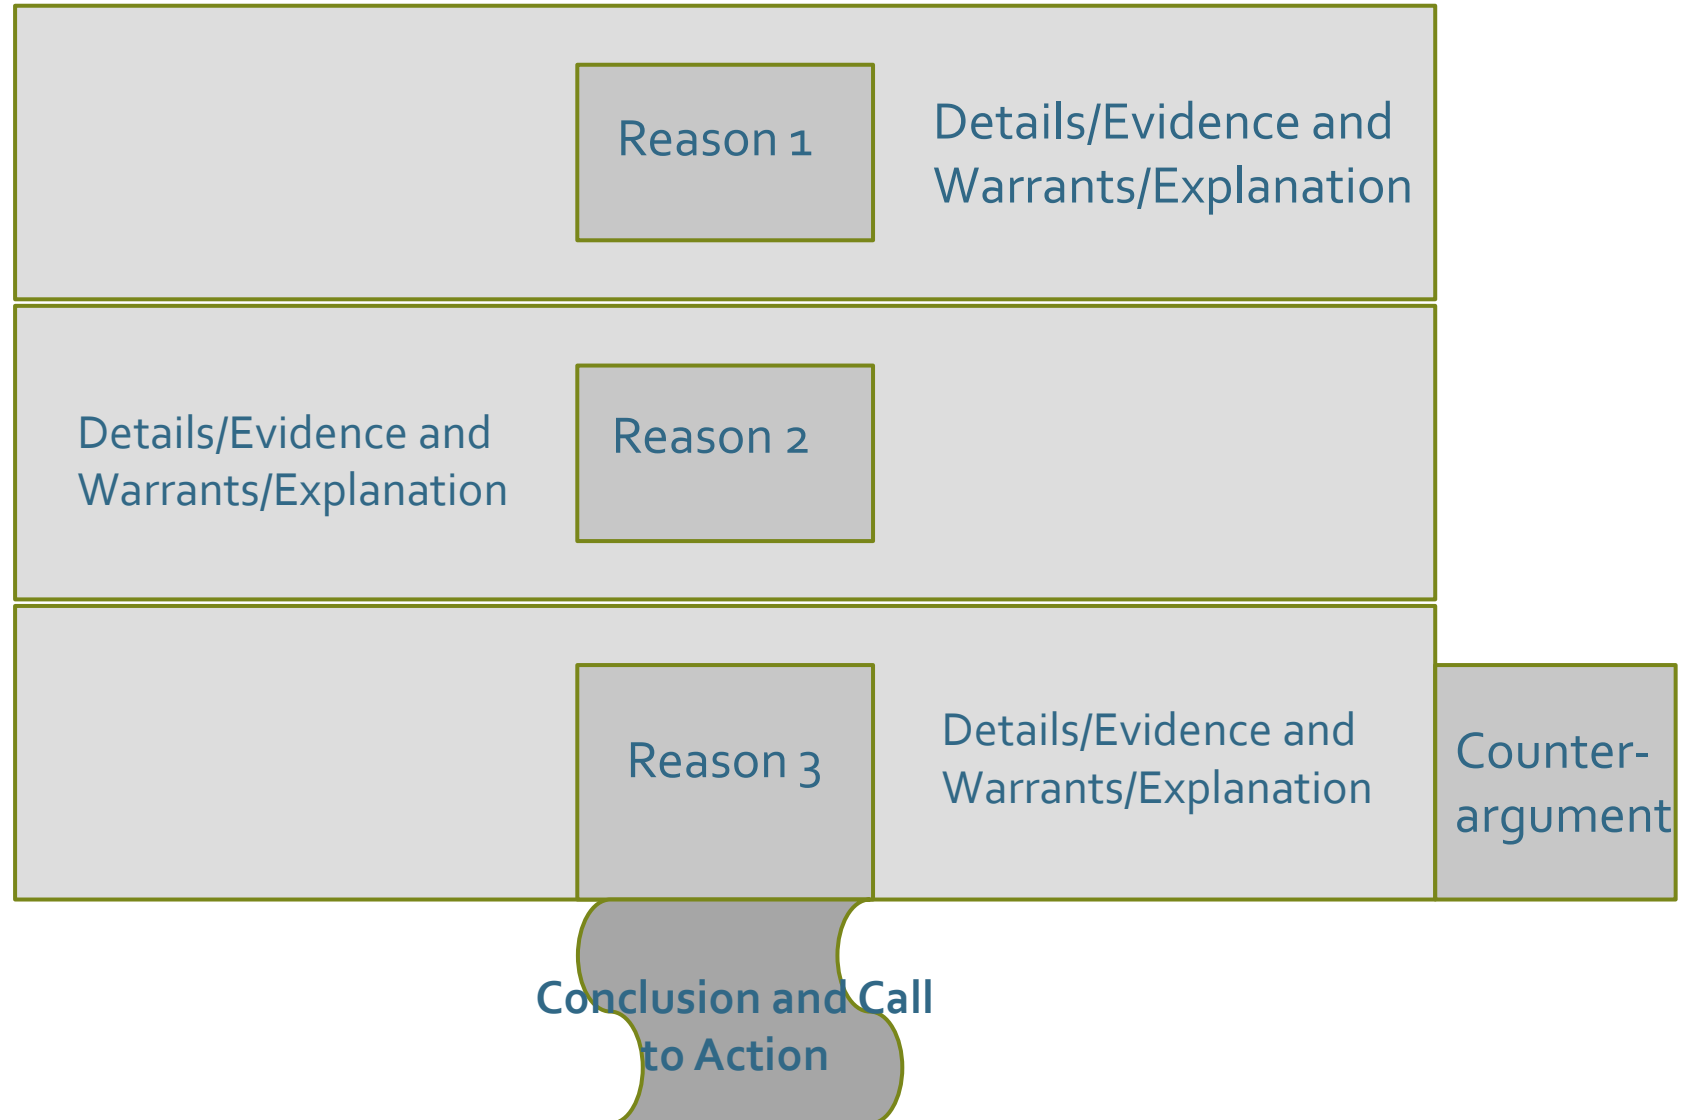 Reason 1
Details/Evidence and
Warrants/Explanation
Details/Evidence and
Warrants/Explanation
Reason 2
Reason 3
Details/Evidence and
Warrants/Explanation
Counter-
argument
Conclusion and Call
to Action